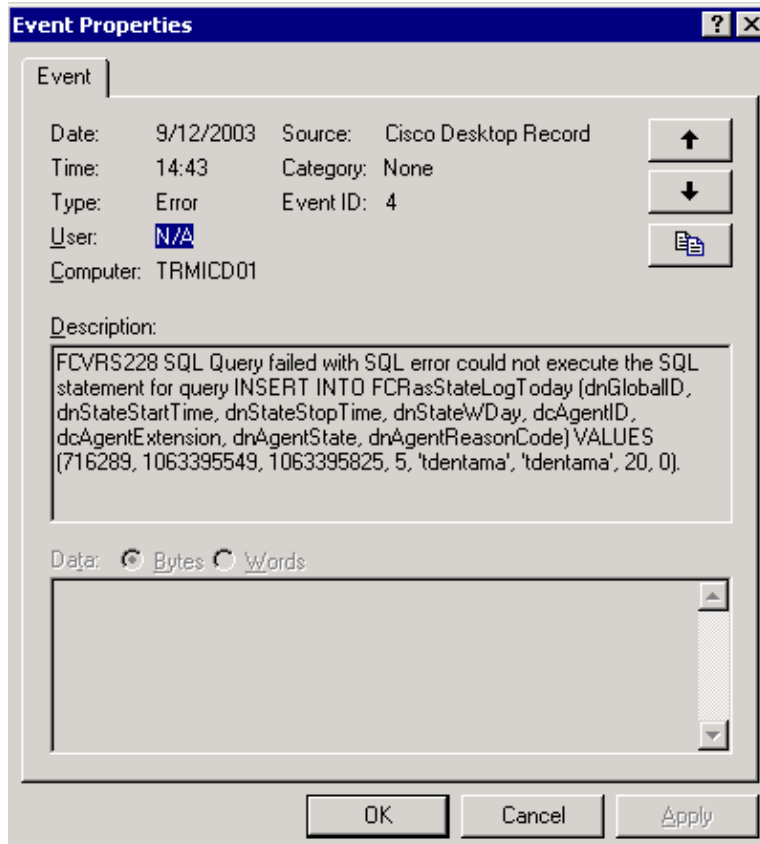 Event Properties
Event
Date: 9/12/2003 Source: Cisco Desktop Record
Time: 14:43 Category: None
Type: Error Event ID: 4
User: N/A
Computer: TRMICD01
Description:
FCVRS228 SQL Query failed with SQL error could not execute the SQL
statement for query INSERT INTO FCRasStateLogToday (dnGlobalID,
dnStateStartTime, dnStateStopTime, dnStateWDay, dcAgentID,
dcAgentExtension, dnAgentState, dnAgentReasonCode) VALUES
(716289, 1063395549, 1063395825, 5, 'tdentama', 'tdentama', 20, 0).
Data: Bytes Words
OK Cancel Apply